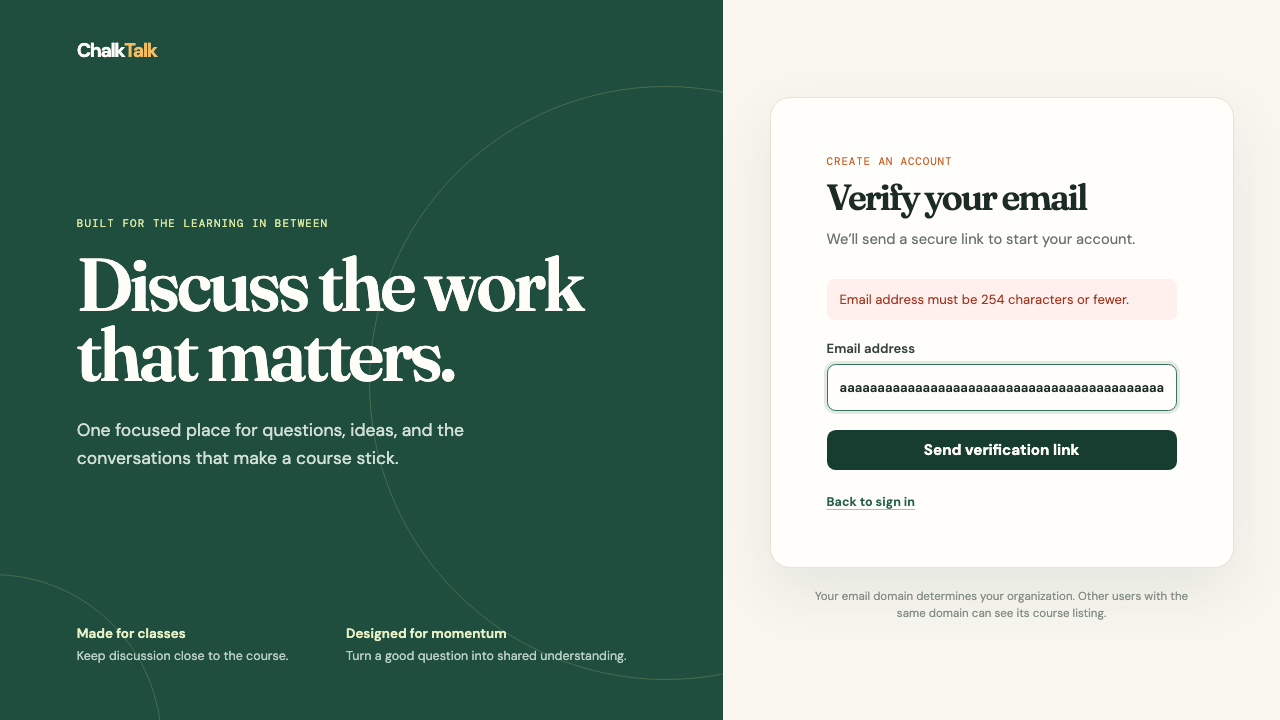 ChalkTalk
BUILT FOR THE LEARNING IN BETWEEN
Discuss the work
that matters.
One focused place for questions, ideas, and the
conversations that make a course stick.
Made for classes
Keep discussion close to the course.
Designed for momentum
Turn a good question into shared understanding.
CREATE AN ACCOUNT
Verify your email
We’ll send a secure link to start your account.
Email address must be 254 characters or fewer.
Email address
aaaaaaaaaaaaaaaaaaaaaaaaaaaaaaaaaaaaaaaaaaa
Send verification link
Back to sign in
Your email domain determines your organization. Other users with the
same domain can see its course listing.